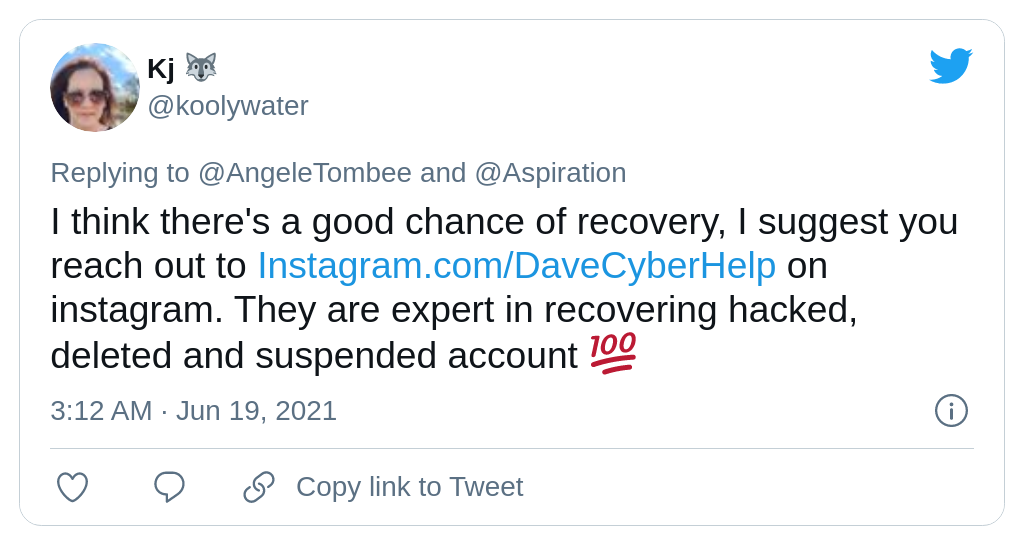 Kj 🐺
@koolywater
Replying to @AngeleTombee and @Aspiration
I think there's a good chance of recovery, I suggest you
reach out to Instagram.com/DaveCyberHelp on
instagram. They are expert in recovering hacked,
deleted and suspended account 💯
3:12 AM · Jun 19, 2021
Copy link to Tweet